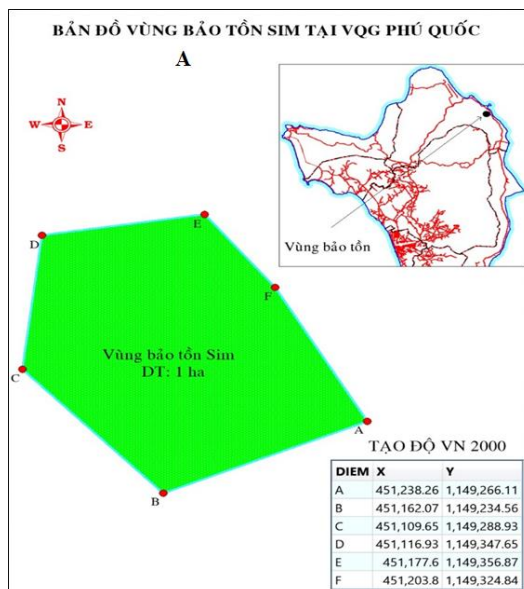 BẢN ĐỒ VÙNG BẢO TỒN SIM TẠI VQG PHÚ QUỐC
A
N
W E
S
Vùng bảo tồn
E
D
F
Vùng bảo tồn Sim
DT: 1 ha
C
A
B
TẠO ĐỘ VN 2000
DIEM X Y
A 451,238.26 1,149,266.11
B 451,162.07 1,149,234.56
C 451,109.65 1,149,288.93
D 451,116.93 1,149,347.65
E 451,177.6 1,149,356.87
F 451,203.8 1,149,324.84